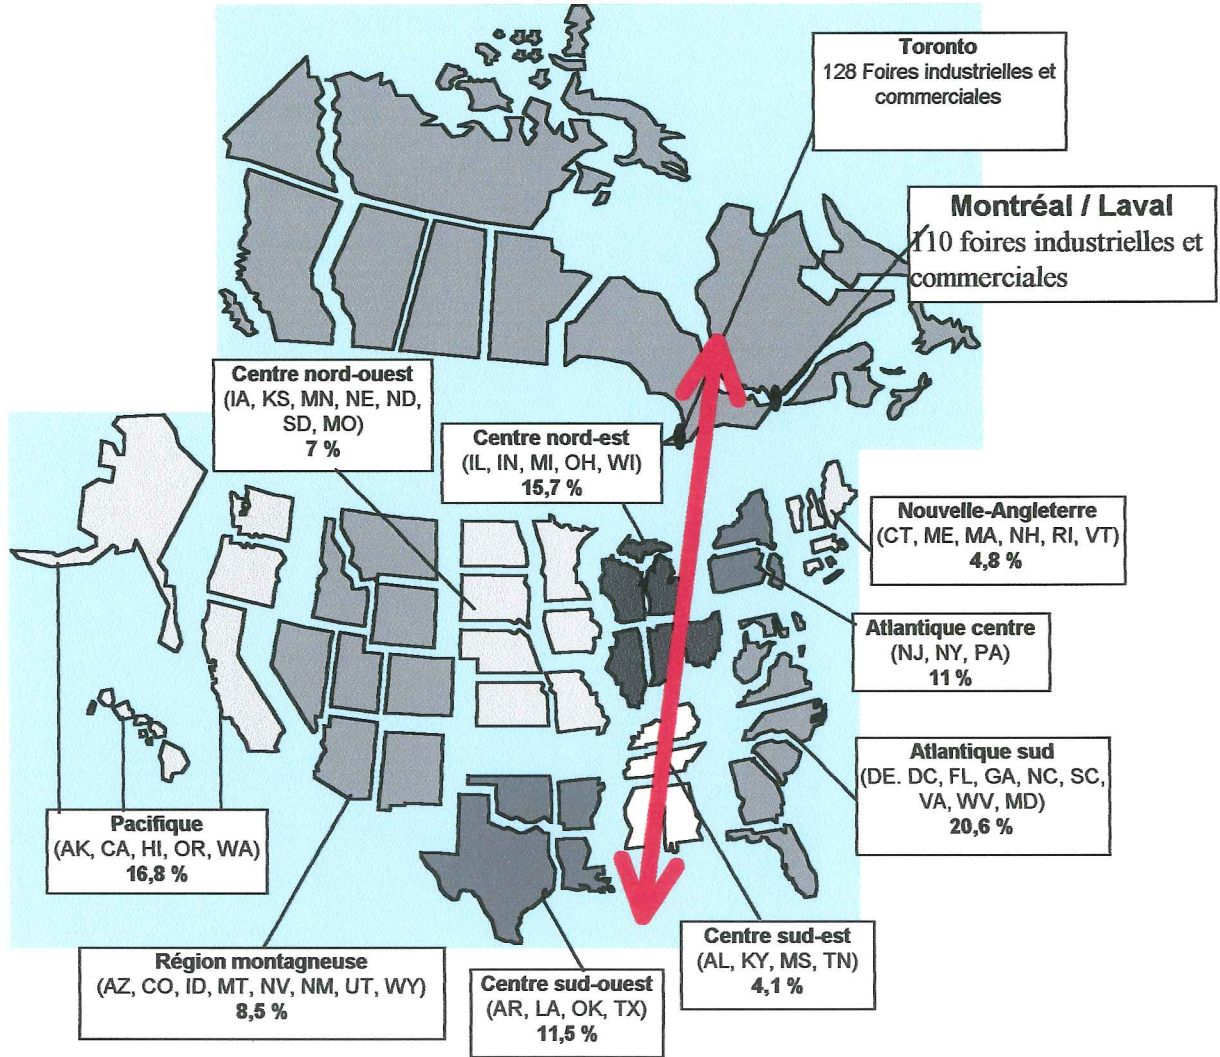 Toronto
128 Foires industrielles et
commerciales
Montréal / Laval
110 foires industrielles et
commerciales
Centre nord-ouest
(IA, KS, MN, NE, ND,
SD, MO)
7 %
Centre nord-est
(IL, IN, MI, OH, WI)
15,7 %
Nouvelle-Angleterre
(CT, ME, MA, NH, RI, VT)
4,8 %
Atlantique centre
(NJ, NY, PA)
11 %
Atlantique sud
(DE. DC, FL, GA, NC, SC,
VA, WV, MD)
20,6 %
Pacifique
(AK, CA, HI, OR, WA)
16,8 %
Centre sud-est
(AL, KY, MS, TN)
4,1 %
Région montagneuse
(AZ, CO, ID, MT, NV, NM, UT, WY)
8,5 %
Centre sud-ouest
(AR, LA, OK, TX)
11,5 %